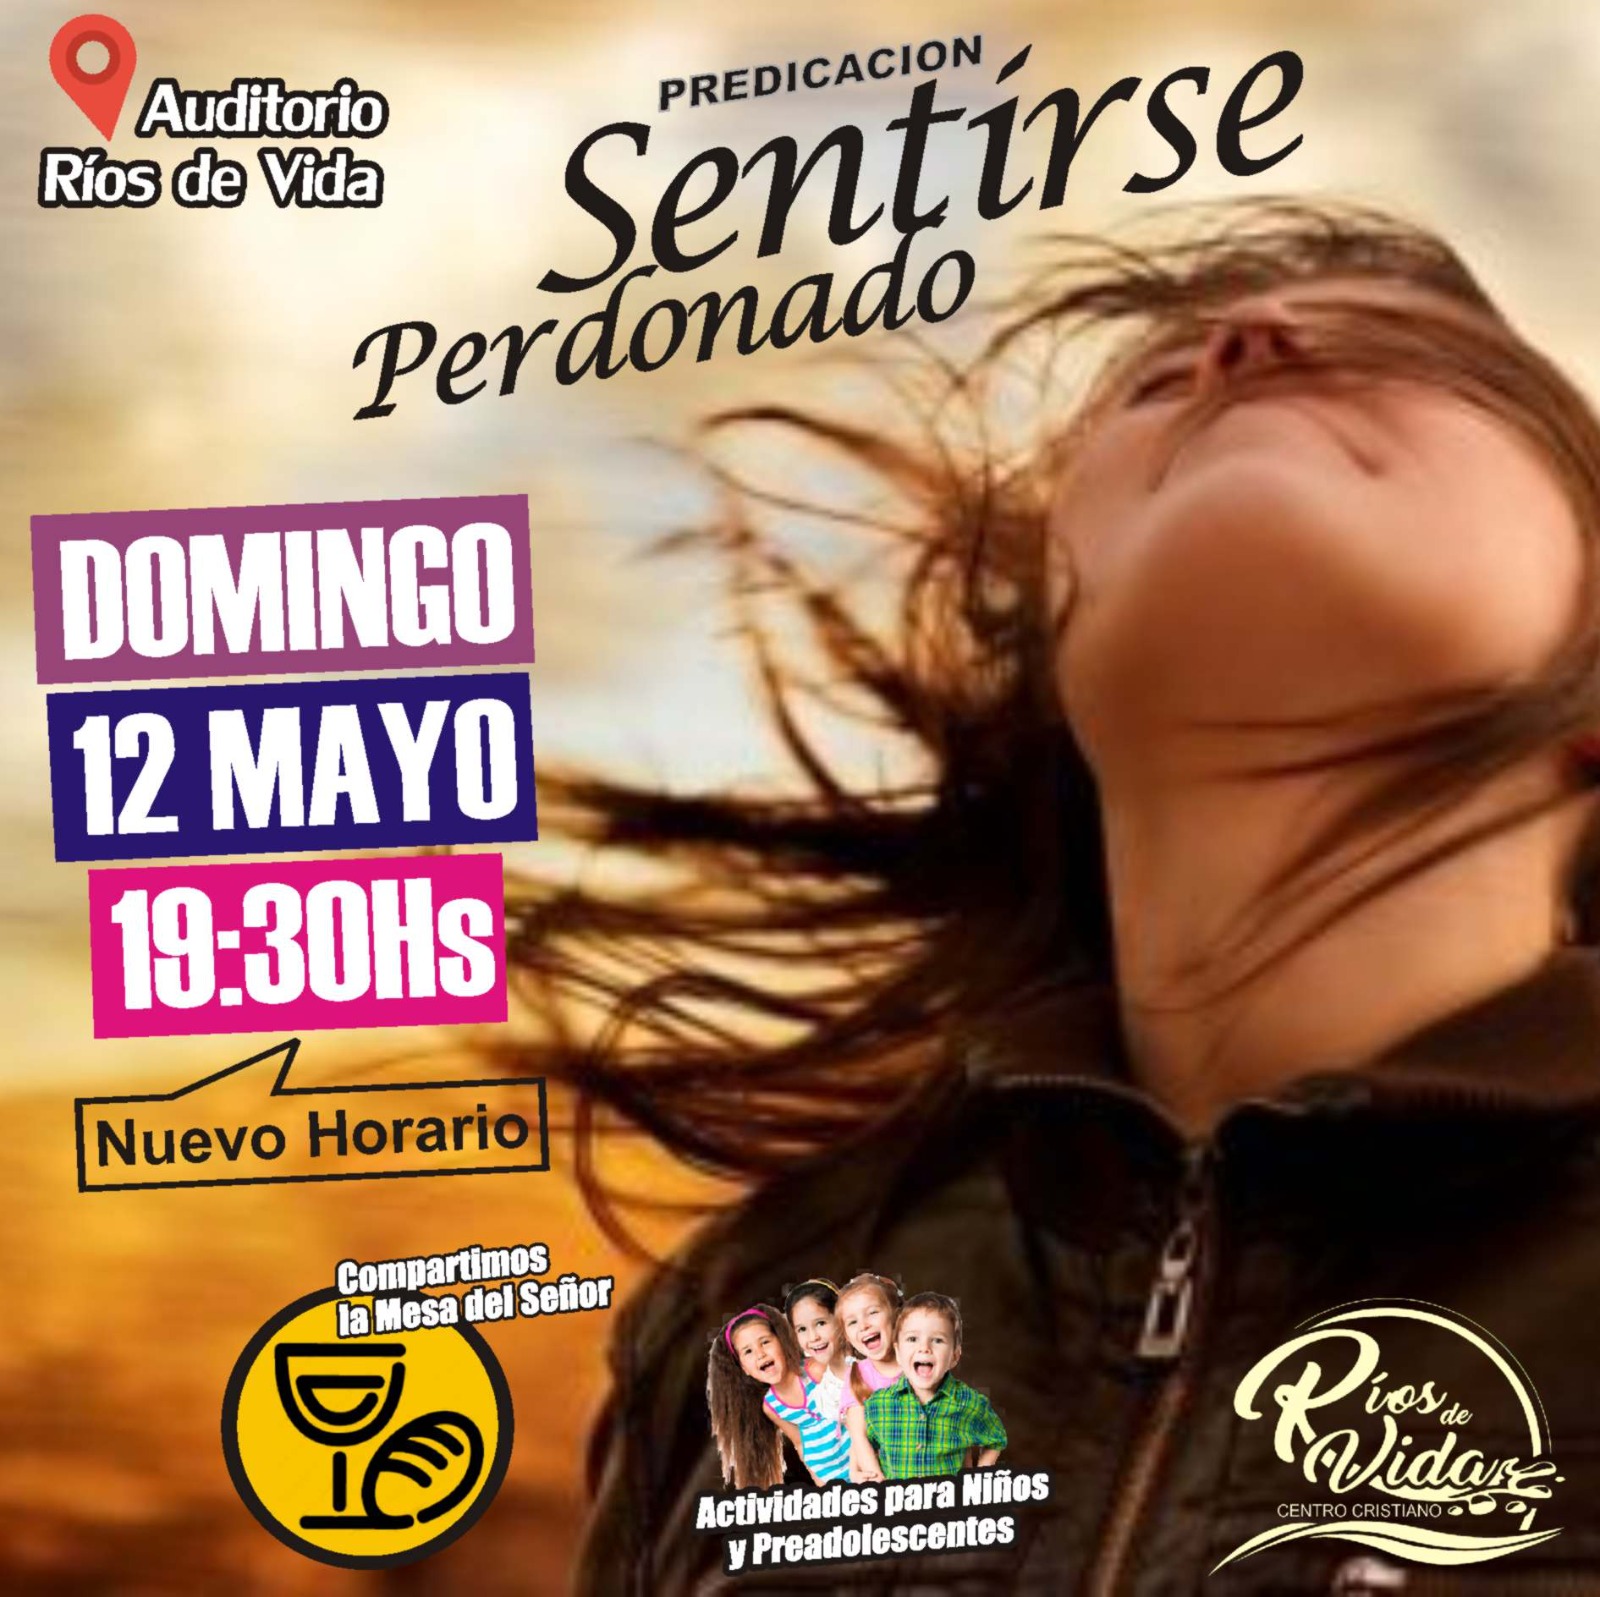 Auditorio
Ríos de Vida
PREDICACION
Sentirse
Perdonado
DOMINGO
12 MAYO
19:30Hs
Nuevo Horario
Compartimos
la Mesa del Señor
Actividades para Niños
y Preadolescentes
Ríos de
Vida
CENTRO CRISTIANO